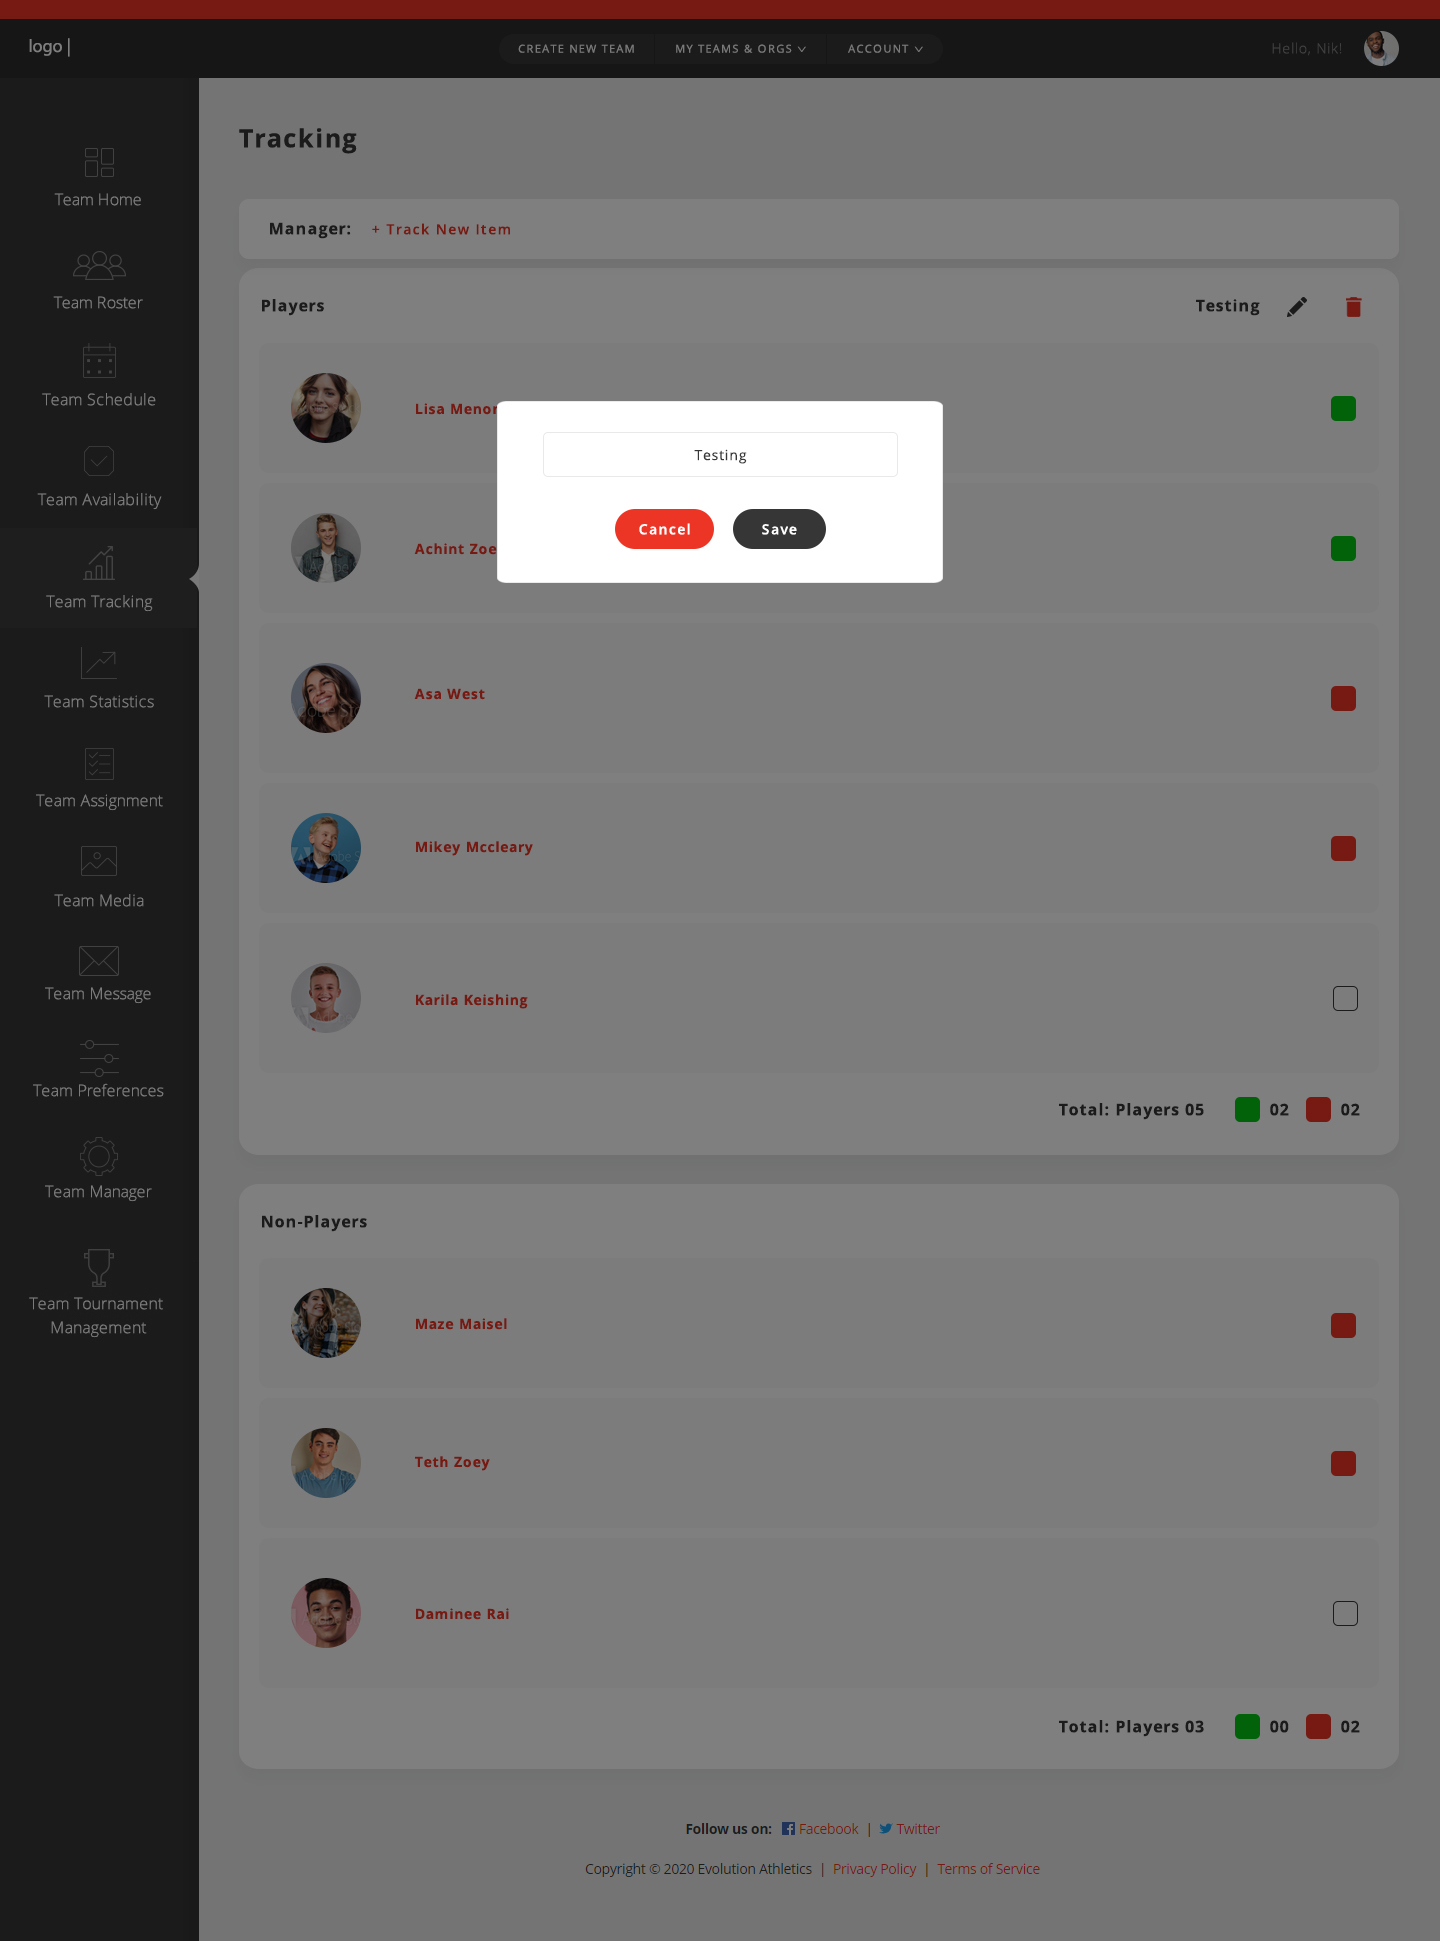 logo |
CREATE NEW TEAM
MY TEAMS & ORGS
ACCOUNT
Hello, Nik!
Team Home
Team Roster
Team Schedule
Team Availability
Team Tracking
Team Statistics
Team Assignment
Team Media
Team Message
Team Preferences
Team Manager
Team Tournament
Management
Tracking
Manager: + Track New Item
Players
Testing
Lisa Menor
Testing
Cancel
Save
Achint Zoe
Asa West
Mikey Mccleary
Karila Keishing
Total: Players 05 02 02
Non-Players
Maze Maisel
Teth Zoey
Daminee Rai
Total: Players 03 00 02
Follow us on: Facebook | Twitter
Copyright © 2020 Evolution Athletics | Privacy Policy | Terms of Service